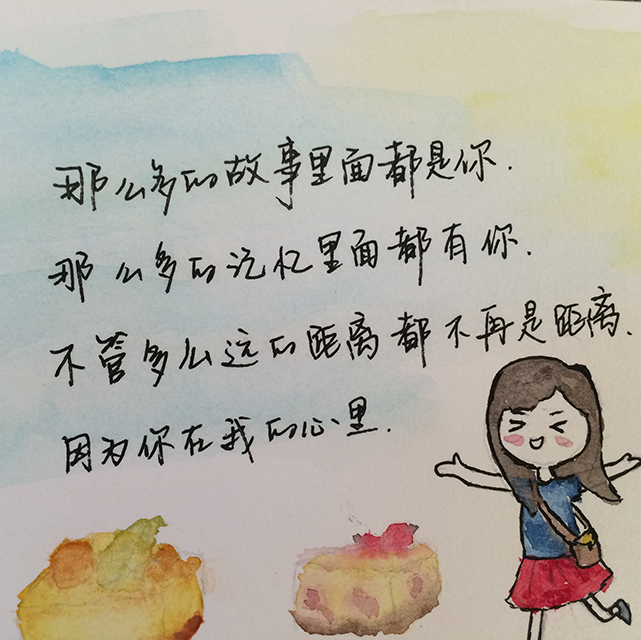 那么多的故事里面都是你.
那么多的记忆里面都有你.
不管多么远的距离都不再是距离.
因为你在我的心里.